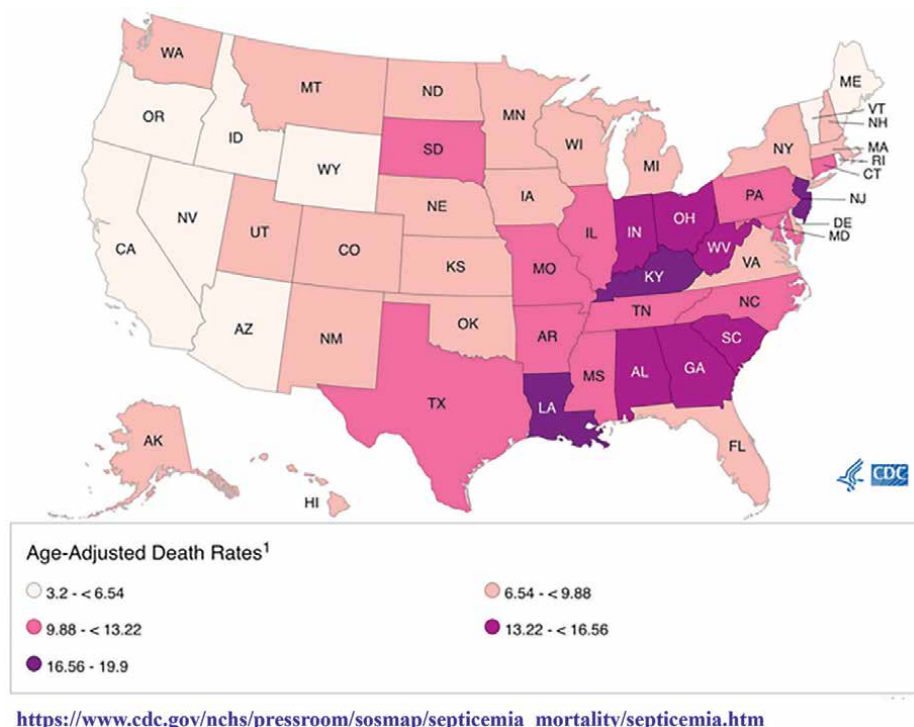 WA
MT
ND
MN
ME
VT
NH
OR
ID
SD
WI
MI
NY
MA
RI
CT
WY
IA
PA
NJ
NE
OH
DE
MD
NV
UT
CO
IL
IN
WV
VA
CA
KS
MO
KY
NC
AZ
NM
OK
AR
TN
SC
MS
AL
GA
TX
LA
AK
FL
HI
CDC
Age-Adjusted Death Rates1
3.2 - < 6.54
6.54 - < 9.88
9.88 - < 13.22
13.22 - < 16.56
16.56 - 19.9
https://www.cdc.gov/nchs/pressroom/sosmap/septicemia_mortality/septicemia.htm